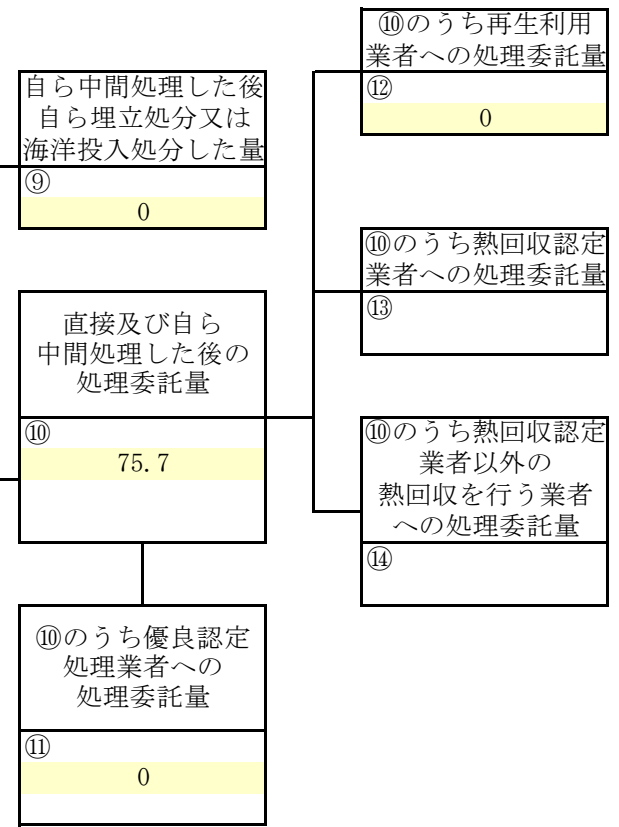 自ら中間処理した後
自ら埋立処分又は
海洋投入処分した量
⑨
0
直接及び自ら
中間処理した後の
処理委託量
⑩
75.7
⑩のうち優良認定
処理業者への
処理委託量
⑪
0
⑩のうち再生利用
業者への処理委託量
⑫
0
⑩のうち熱回収認定
業者への処理委託量
⑬
⑩のうち熱回収認定
業者以外の
熱回収を行う業者
への処理委託量
⑭